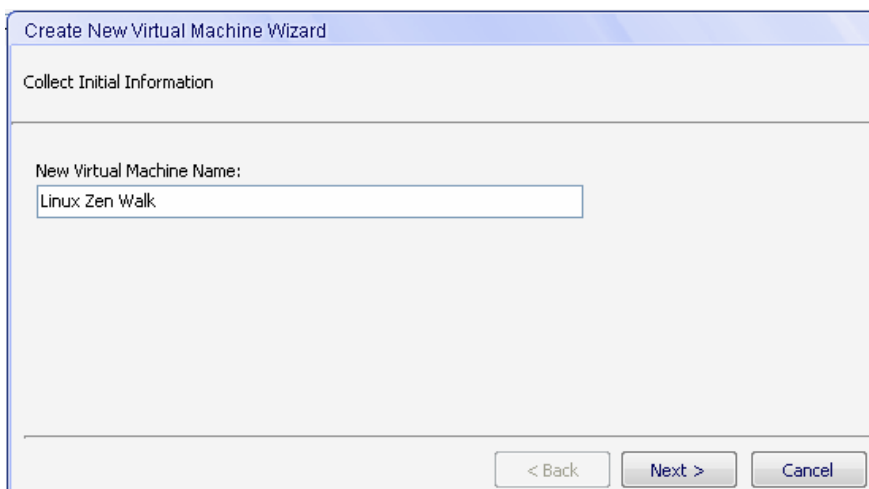 Create New Virtual Machine Wizard
Collect Initial Information
New Virtual Machine Name:
Linux Zen Walk
< Back Next > Cancel